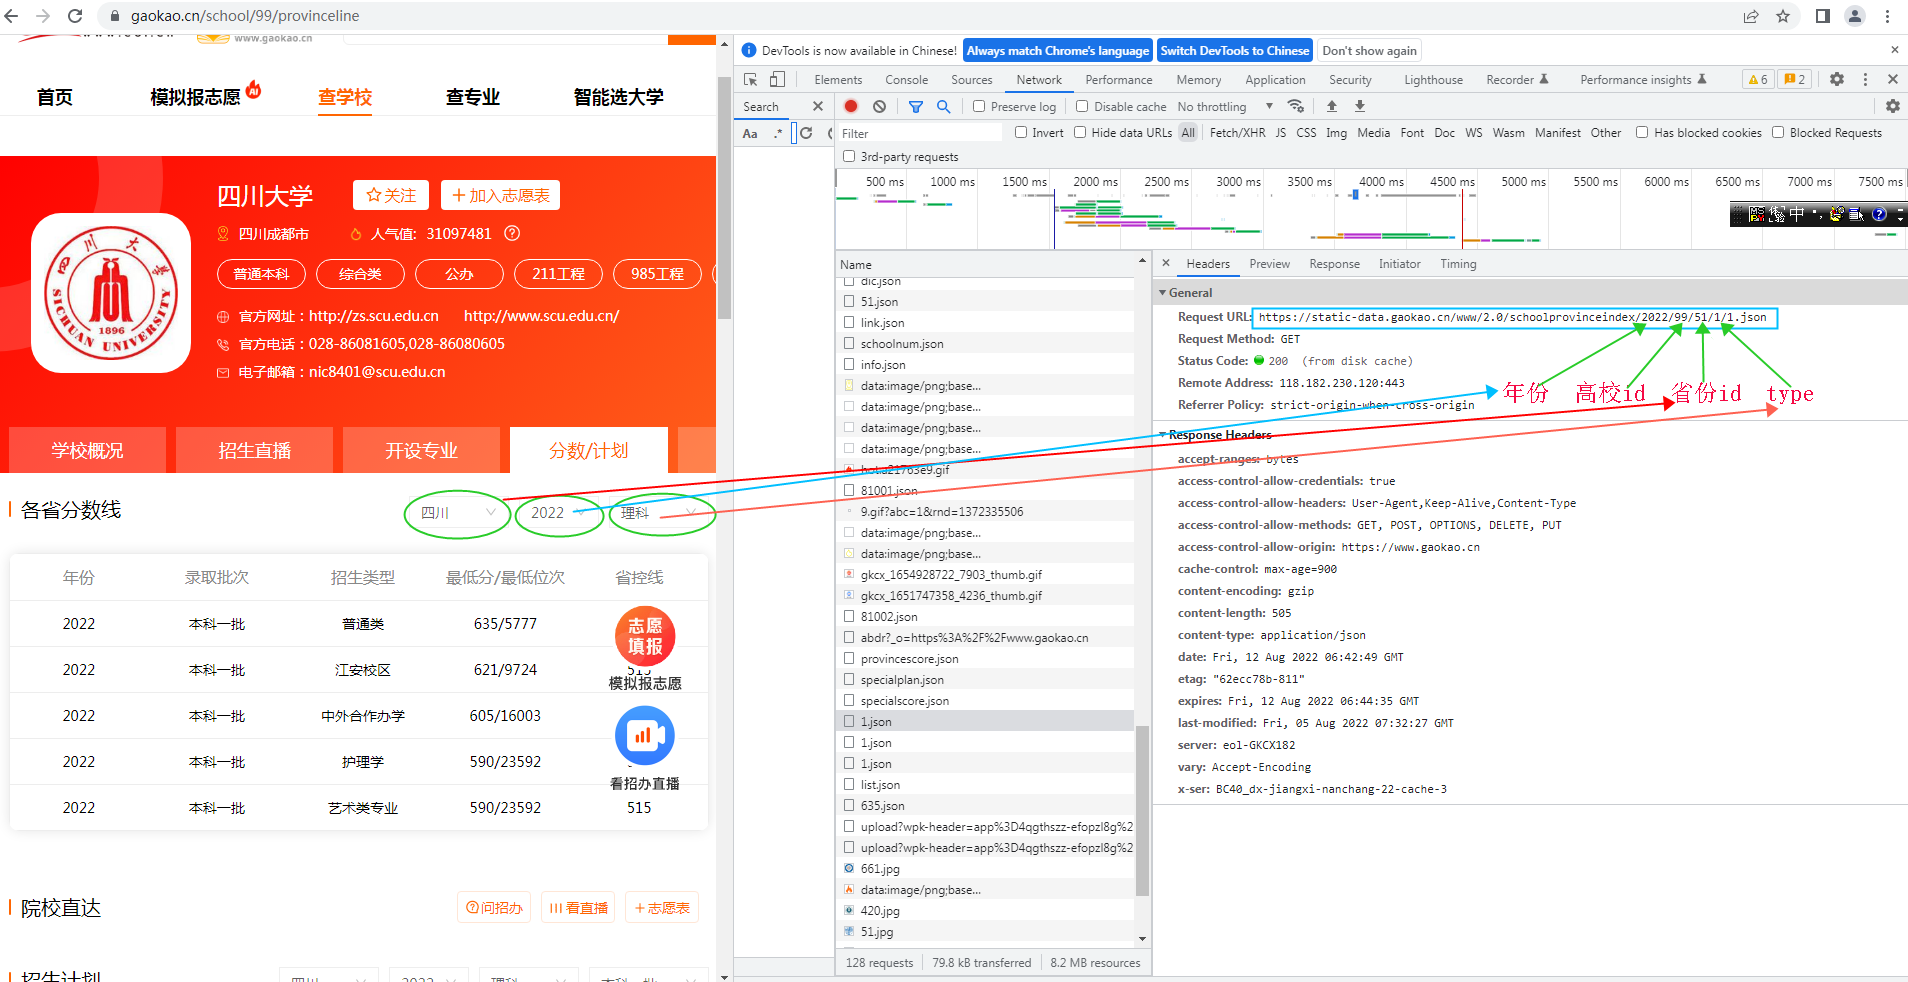 gaokao.cn/school/99/provinceline
www.gaokao.cn
首页 模拟报志愿 AI 查学校 查专业 智能选大学
四川大学 关注 加入志愿表
四川成都市 人气值: 31097481
普通本科 综合类 公办 211工程 985工程
官方网址：http://zs.scu.edu.cn http://www.scu.edu.cn/
官方电话：028-86081605,028-86080605
电子邮箱：nic8401@scu.edu.cn
四川大学
SICHUAN UNIVERSITY
1896
学校概况 招生直播 开设专业 分数/计划
各省分数线 四川 2022 理科
年份 录取批次 招生类型 最低分/最低位次 省控线
2022 本科一批 普通类 635/5777
2022 本科一批 江安校区 621/9724 515
2022 本科一批 中外合作办学 605/16003
2022 本科一批 护理学 590/23592
2022 本科一批 艺术类专业 590/23592 515
志愿
填报
模拟报志愿
看招办直播
院校直达 问招办 看直播 志愿表
招生计划 四川 2022 理科 本科一批
DevTools is now available in Chinese! Always match Chrome's language Switch DevTools to Chinese Don't show again
Elements Console Sources Network Performance Memory Application Security Lighthouse Recorder Performance insights 6 2
Search
Aa .*
Preserve log Disable cache No throttling
Filter Invert Hide data URLs All Fetch/XHR JS CSS Img Media Font Doc WS Wasm Manifest Other Has blocked cookies Blocked Requests
3rd-party requests
500 ms 1000 ms 1500 ms 2000 ms 2500 ms 3000 ms 3500 ms 4000 ms 4500 ms 5000 ms 5500 ms 6000 ms 6500 ms 7000 ms 7500 ms
中
Name
dic.json
51.json
link.json
schoolnum.json
info.json
data:image/png;base...
data:image/png;base...
data:image/png;base...
data:image/png;base...
hot.a21763e9.gif
81001.json
9.gif?abc=1&rnd=1372335506
data:image/png;base...
data:image/png;base...
gkcx_1654928722_7903_thumb.gif
gkcx_1651747358_4236_thumb.gif
81002.json
abdr?_o=https%3A%2F%2Fwww.gaokao.cn
provincescore.json
specialplan.json
specialscore.json
1.json
1.json
1.json
list.json
635.json
upload?wpk-header=app%3D4qgthszz-efopzl8g%2
upload?wpk-header=app%3D4qgthszz-efopzl8g%2
661.jpg
data:image/png;base...
420.jpg
51.jpg
128 requests 79.8 kB transferred 8.2 MB resources
Headers Preview Response Initiator Timing
General
Request URL: https://static-data.gaokao.cn/www/2.0/schoolprovinceindex/2022/99/51/1/1.json
Request Method: GET
Status Code: 200 (from disk cache)
Remote Address: 118.182.230.120:443
Referrer Policy: strict-origin-when-cross-origin
年份 高校id 省份id type
Response Headers
accept-ranges: bytes
access-control-allow-credentials: true
access-control-allow-headers: User-Agent,Keep-Alive,Content-Type
access-control-allow-methods: GET, POST, OPTIONS, DELETE, PUT
access-control-allow-origin: https://www.gaokao.cn
cache-control: max-age=900
content-encoding: gzip
content-length: 505
content-type: application/json
date: Fri, 12 Aug 2022 06:42:49 GMT
etag: "62ecc78b-811"
expires: Fri, 12 Aug 2022 06:44:35 GMT
last-modified: Fri, 05 Aug 2022 07:32:27 GMT
server: eol-GKCX182
vary: Accept-Encoding
x-ser: BC40_dx-jiangxi-nanchang-22-cache-3